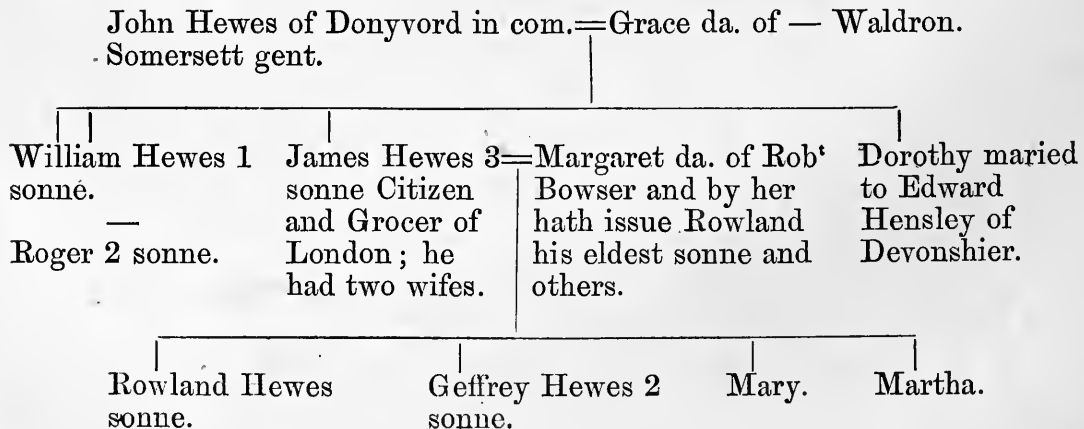 John Hewes of Donyvord in com.=Grace da. of — Waldron.
Somersett gent.
William Hewes 1
sonne.
—
Roger 2 sonne.
James Hewes 3=Margaret da. of Robᵗ
sonne Citizen
and Grocer of
London; he
had two wifes.
Bowser and by her
hath issue Rowland
his eldest sonne and
others.
Dorothy maried
to Edward
Hensley of
Devonshier.
Rowland Hewes
sonne.
Geffrey Hewes 2
sonne.
Mary.
Martha.